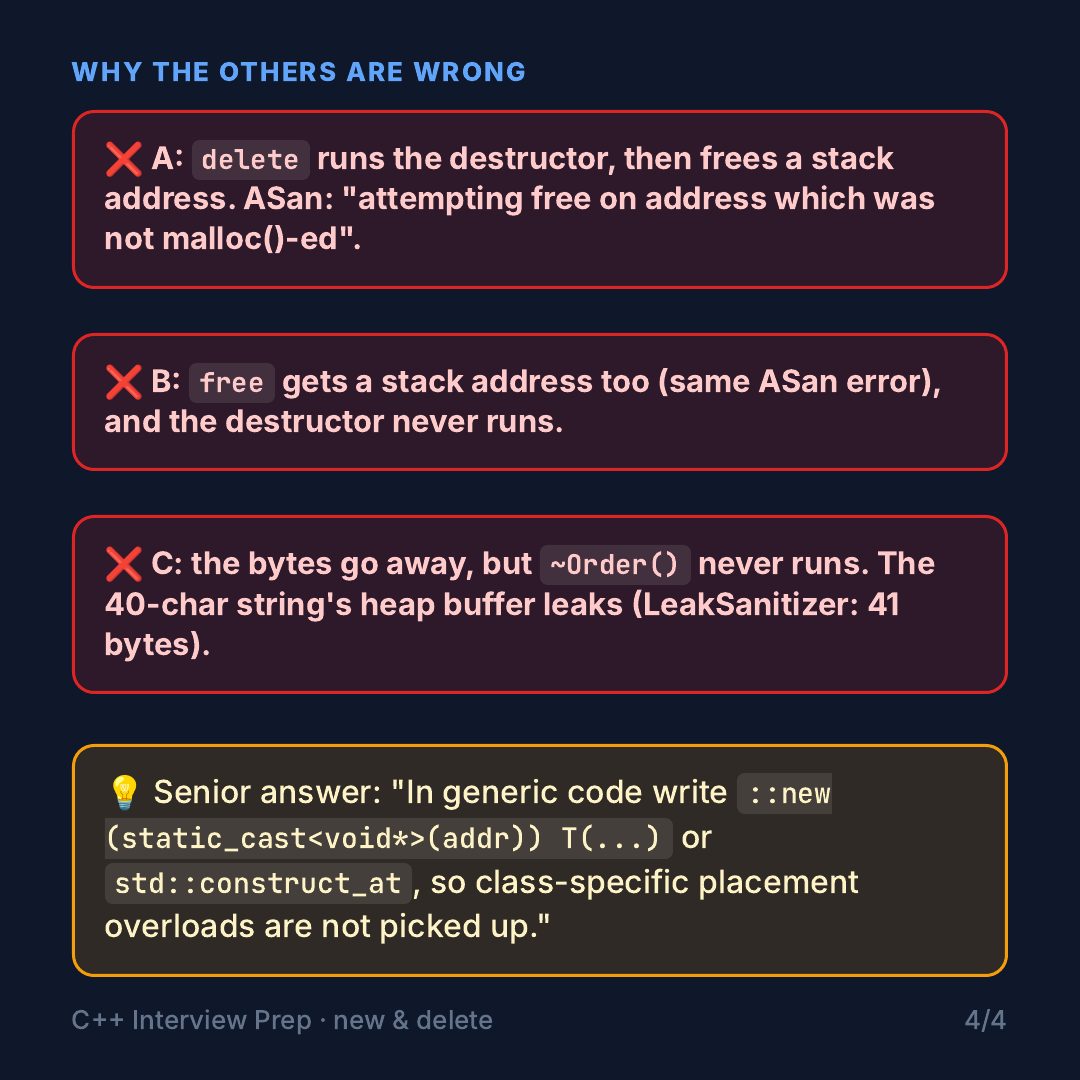 WHY THE OTHERS ARE WRONG
❌ A: delete runs the destructor, then frees a stack
address. ASan: "attempting free on address which was
not malloc()-ed".
❌ B: free gets a stack address too (same ASan error),
and the destructor never runs.
❌ C: the bytes go away, but ~Order() never runs. The
40-char string's heap buffer leaks (LeakSanitizer: 41
bytes).
💡 Senior answer: "In generic code write ::new
(static_cast<void*>(addr)) T(...) or
std::construct_at, so class-specific placement
overloads are not picked up."
C++ Interview Prep · new & delete
4/4